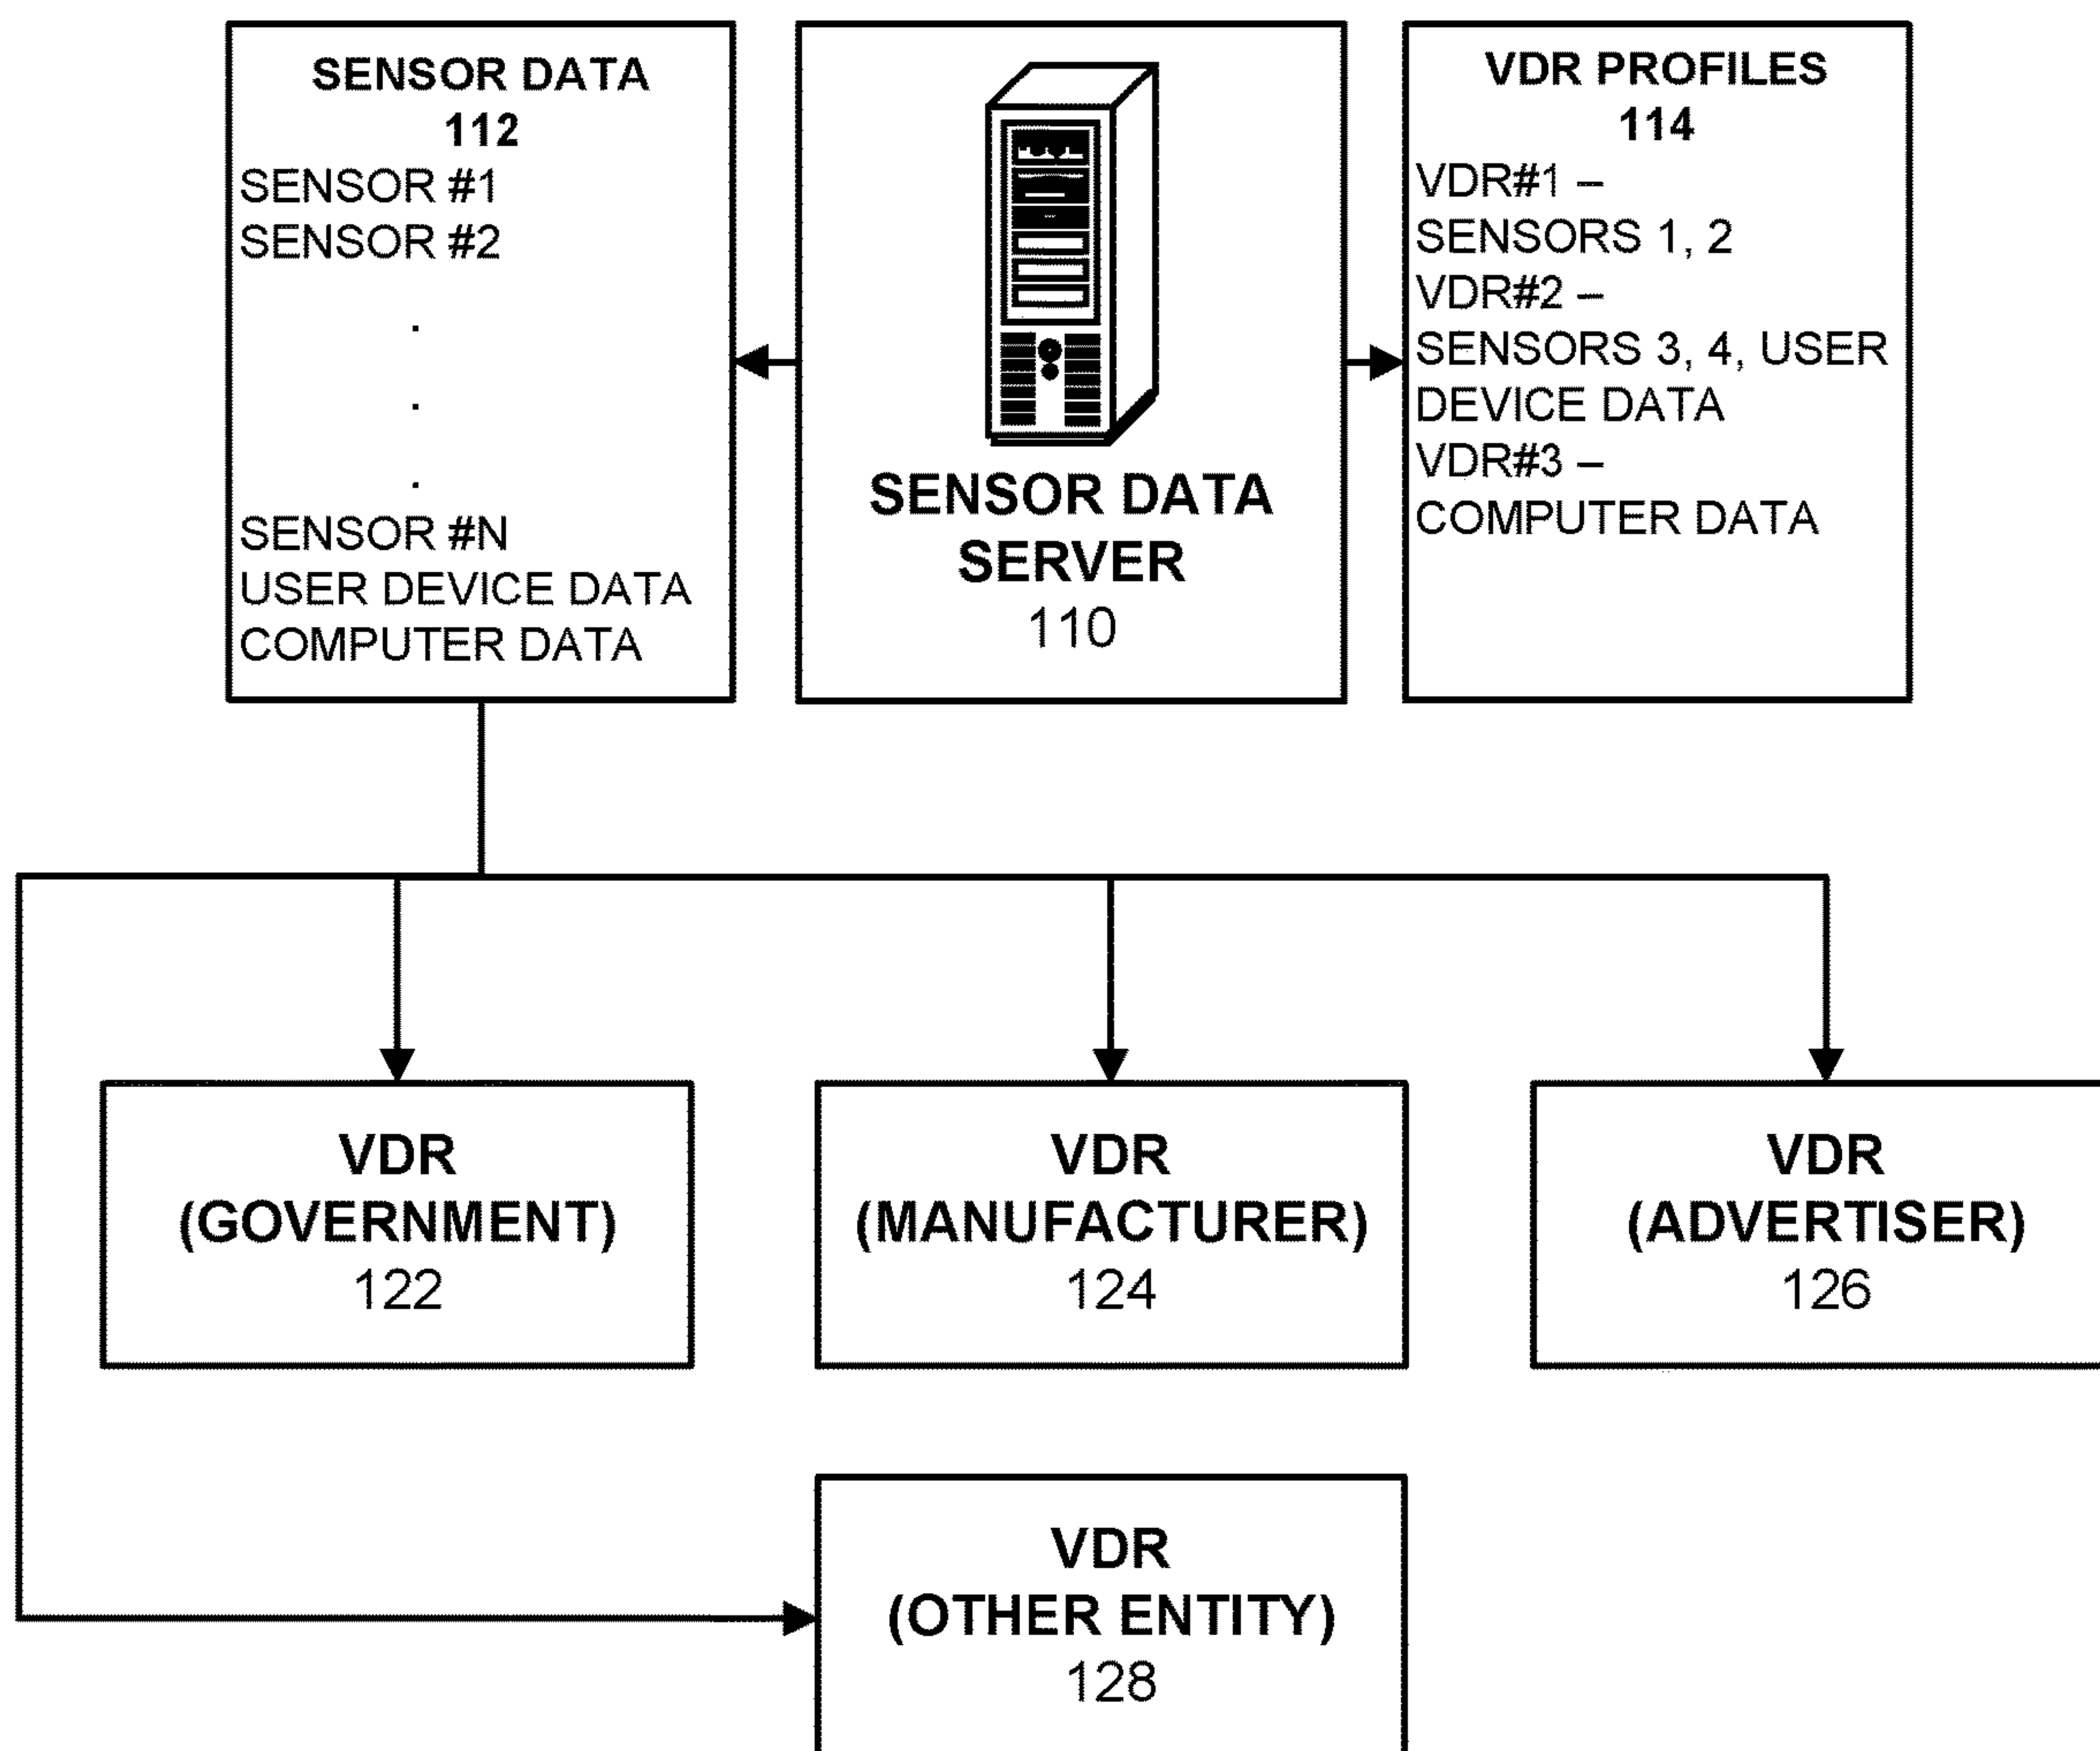 SENSOR DATA
112
SENSOR #1
SENSOR #2
.
.
.
SENSOR #N
USER DEVICE DATA
COMPUTER DATA
SENSOR DATA
SERVER
110
VDR PROFILES
114
VDR#1 –
SENSORS 1, 2
VDR#2 –
SENSORS 3, 4, USER
DEVICE DATA
VDR#3 –
COMPUTER DATA
VDR
(GOVERNMENT)
122
VDR
(MANUFACTURER)
124
VDR
(ADVERTISER)
126
VDR
(OTHER ENTITY)
128